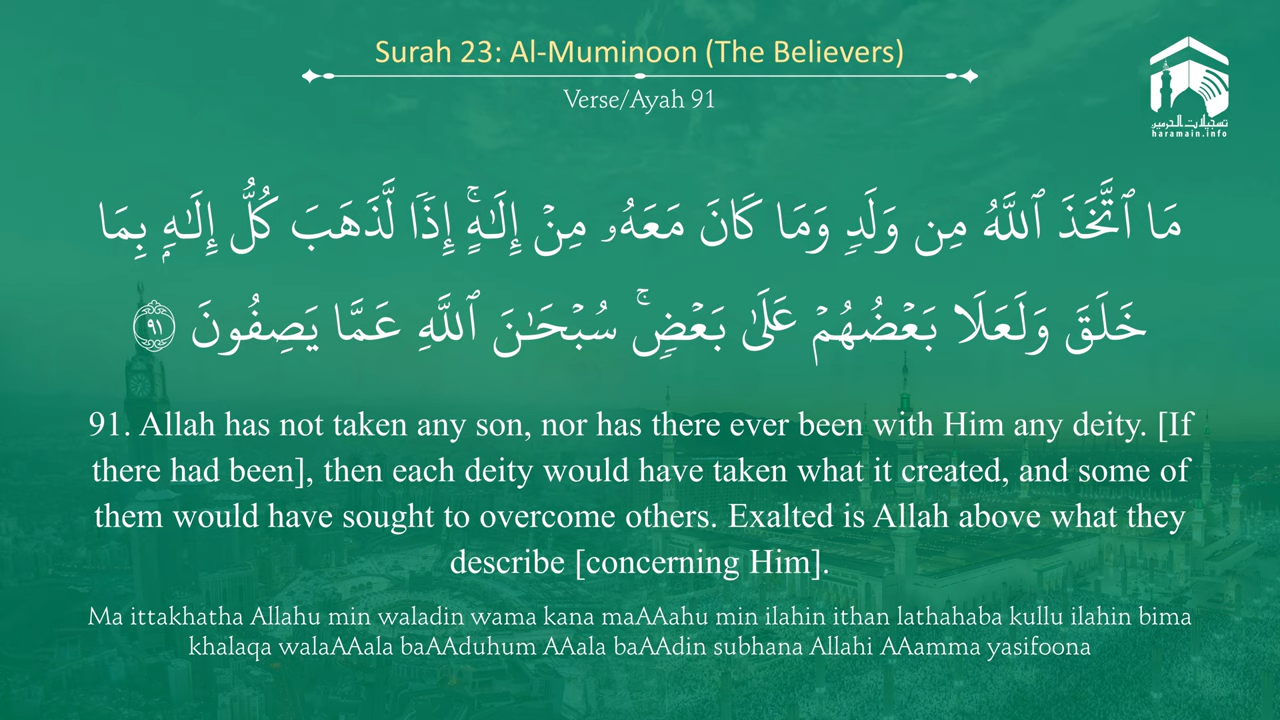 Surah 23: Al-Muminoon (The Believers)
Verse/Ayah 91
تسجيلات الحرمين
haramain.info
مَا ٱتَّخَذَ ٱللَّهُ مِن وَلَدٍ وَمَا كَانَ مَعَهُۥ مِنْ إِلَـٰهٍ ۚ إِذًا لَّذَهَبَ كُلُّ إِلَـٰهٍۭ بِمَا
خَلَقَ وَلَعَلَا بَعْضُهُمْ عَلَىٰ بَعْضٍ ۚ سُبْحَـٰنَ ٱللَّهِ عَمَّا يَصِفُونَ ٩١
91. Allah has not taken any son, nor has there ever been with Him any deity. [If
there had been], then each deity would have taken what it created, and some of
them would have sought to overcome others. Exalted is Allah above what they
describe [concerning Him].
Ma ittakhatha Allahu min waladin wama kana maAAahu min ilahin ithan lathahaba kullu ilahin bima
khalaqa walaAAala baAAduhum AAala baAAdin subhana Allahi AAamma yasifoona